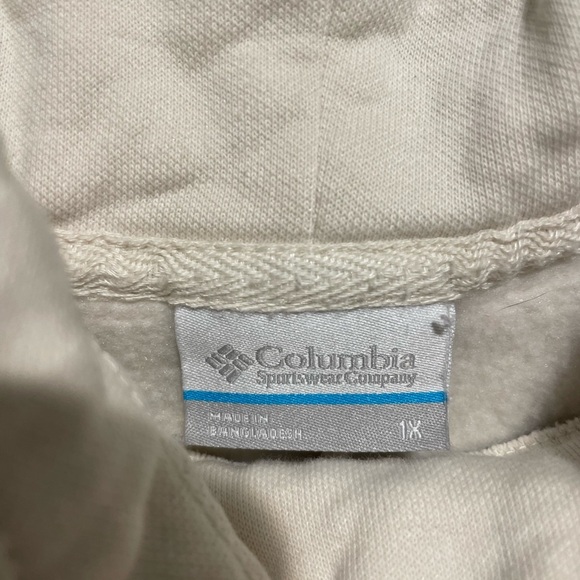 Columbia
Sportswear Company
MADE IN
BANGLADESH
1X